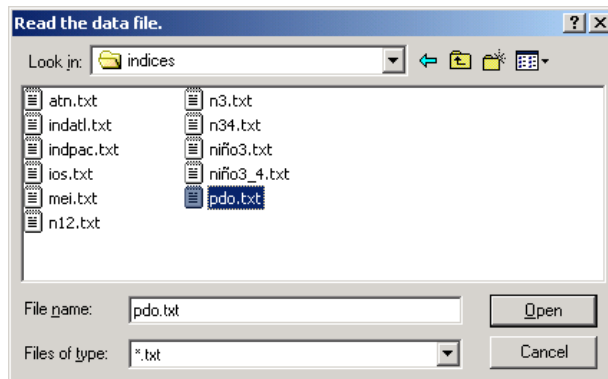 Read the data file.
Look in: indices
atn.txt
indatl.txt
indpac.txt
ios.txt
mei.txt
n12.txt
n3.txt
n34.txt
niño3.txt
niño3_4.txt
pdo.txt
File name: pdo.txt Open
Files of type: *.txt Cancel